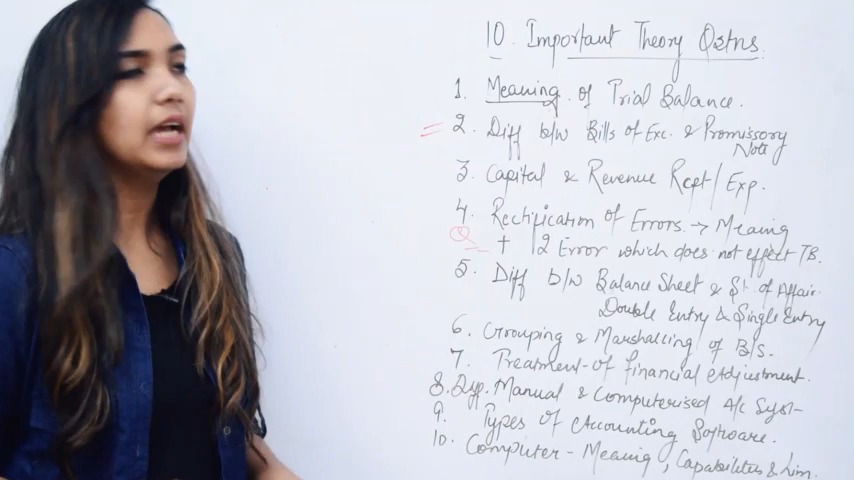 10. Important Theory Qstns.
1. Meaning of Trial Balance.
= 2. Diff b/w Bills of Exc. & Promissory
Note
3. Capital & Revenue Rcpt/Exp.
4. Rectification of Errors → Meaning
Q = + 2 Error which does not effect TB.
5. Diff b/w Balance Sheet & St. of Affair.
Double Entry & Single Entry
6. Grouping & Marshalling of B/S.
7. Treatment of financial Adjustment.
8. Manual & Computerised A/c Syst-
9. Types of Accounting Software.
10. Computer - Meaning, Capabilities & Lim.